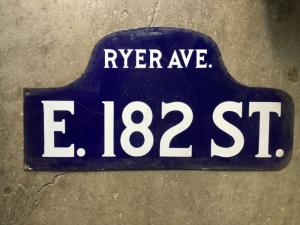 RYER AVE.
E. 182 ST.